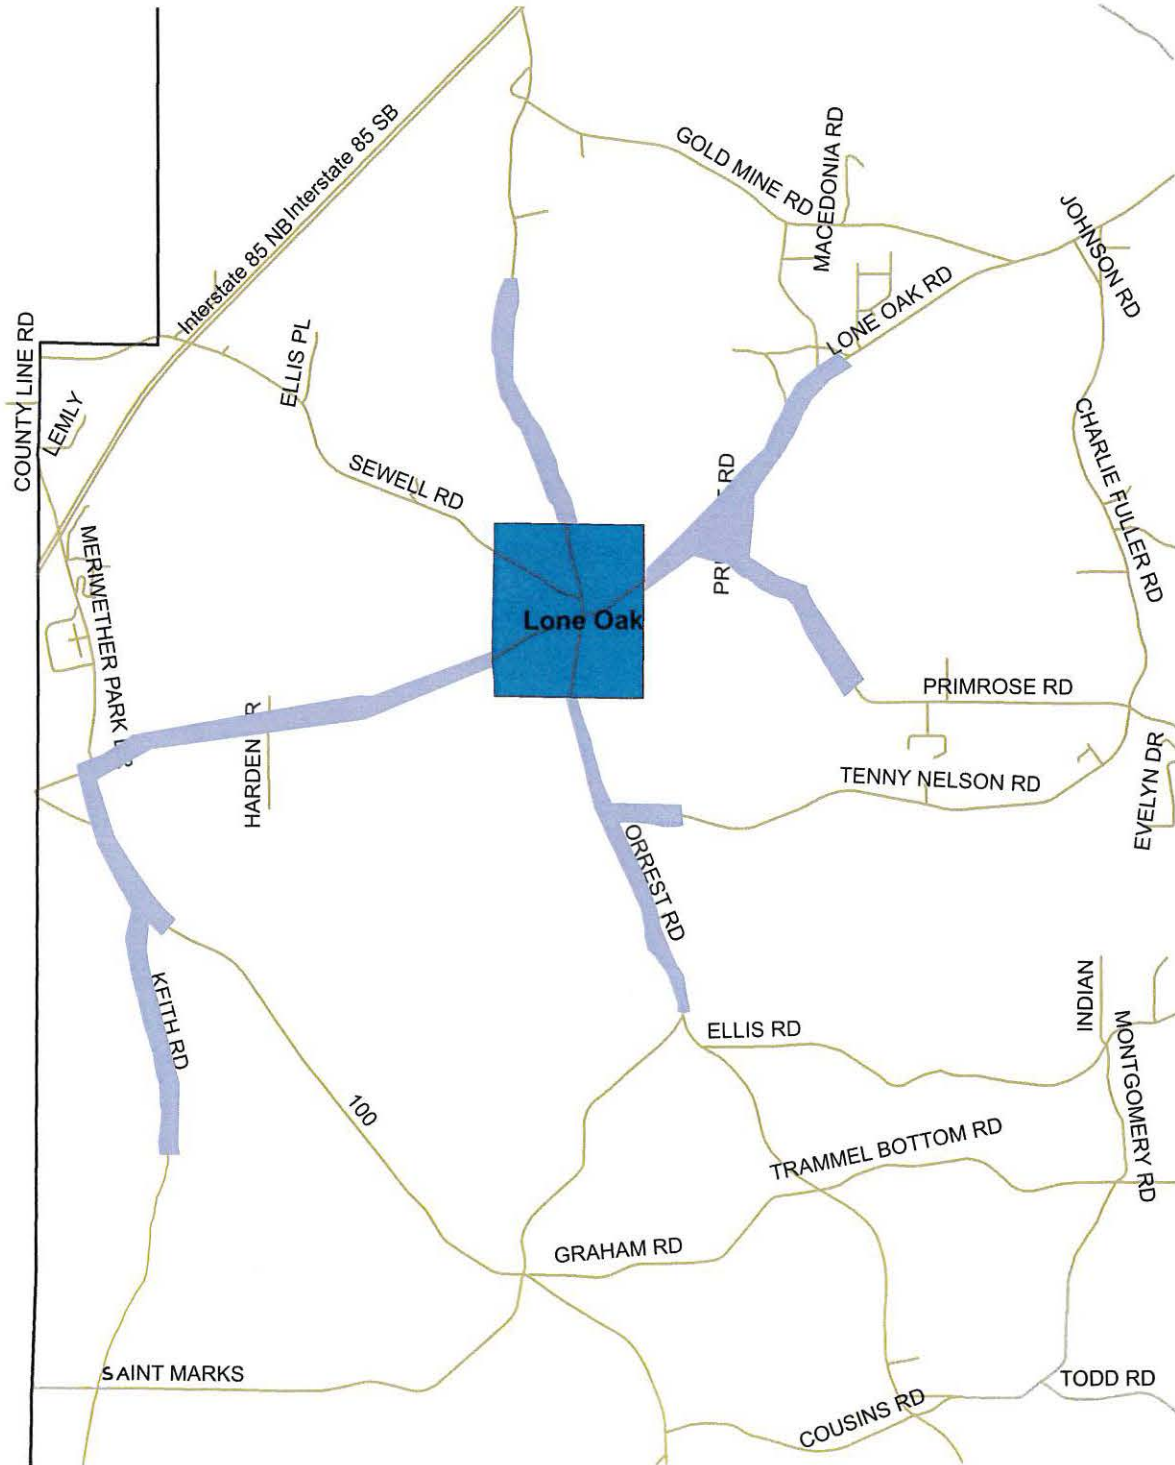 GOLD MINE RD
MACEDONIA RD
Interstate 85 SB
Interstate 85 NB
JOHNSON RD
LONE OAK RD
COUNTY LINE RD
ELLIS PL
LEMLY
CHARLIE FULLER RD
SEWELL RD
MERIWETHER PARK
Lone Oak
PRIMROSE RD
HARDEN
TENNY NELSON RD
EVELYN DR
ORREST RD
KEITH RD
INDIAN
ELLIS RD
MONTGOMERY RD
100
TRAMMEL BOTTOM RD
GRAHAM RD
SAINT MARKS
TODD RD
COUSINS RD